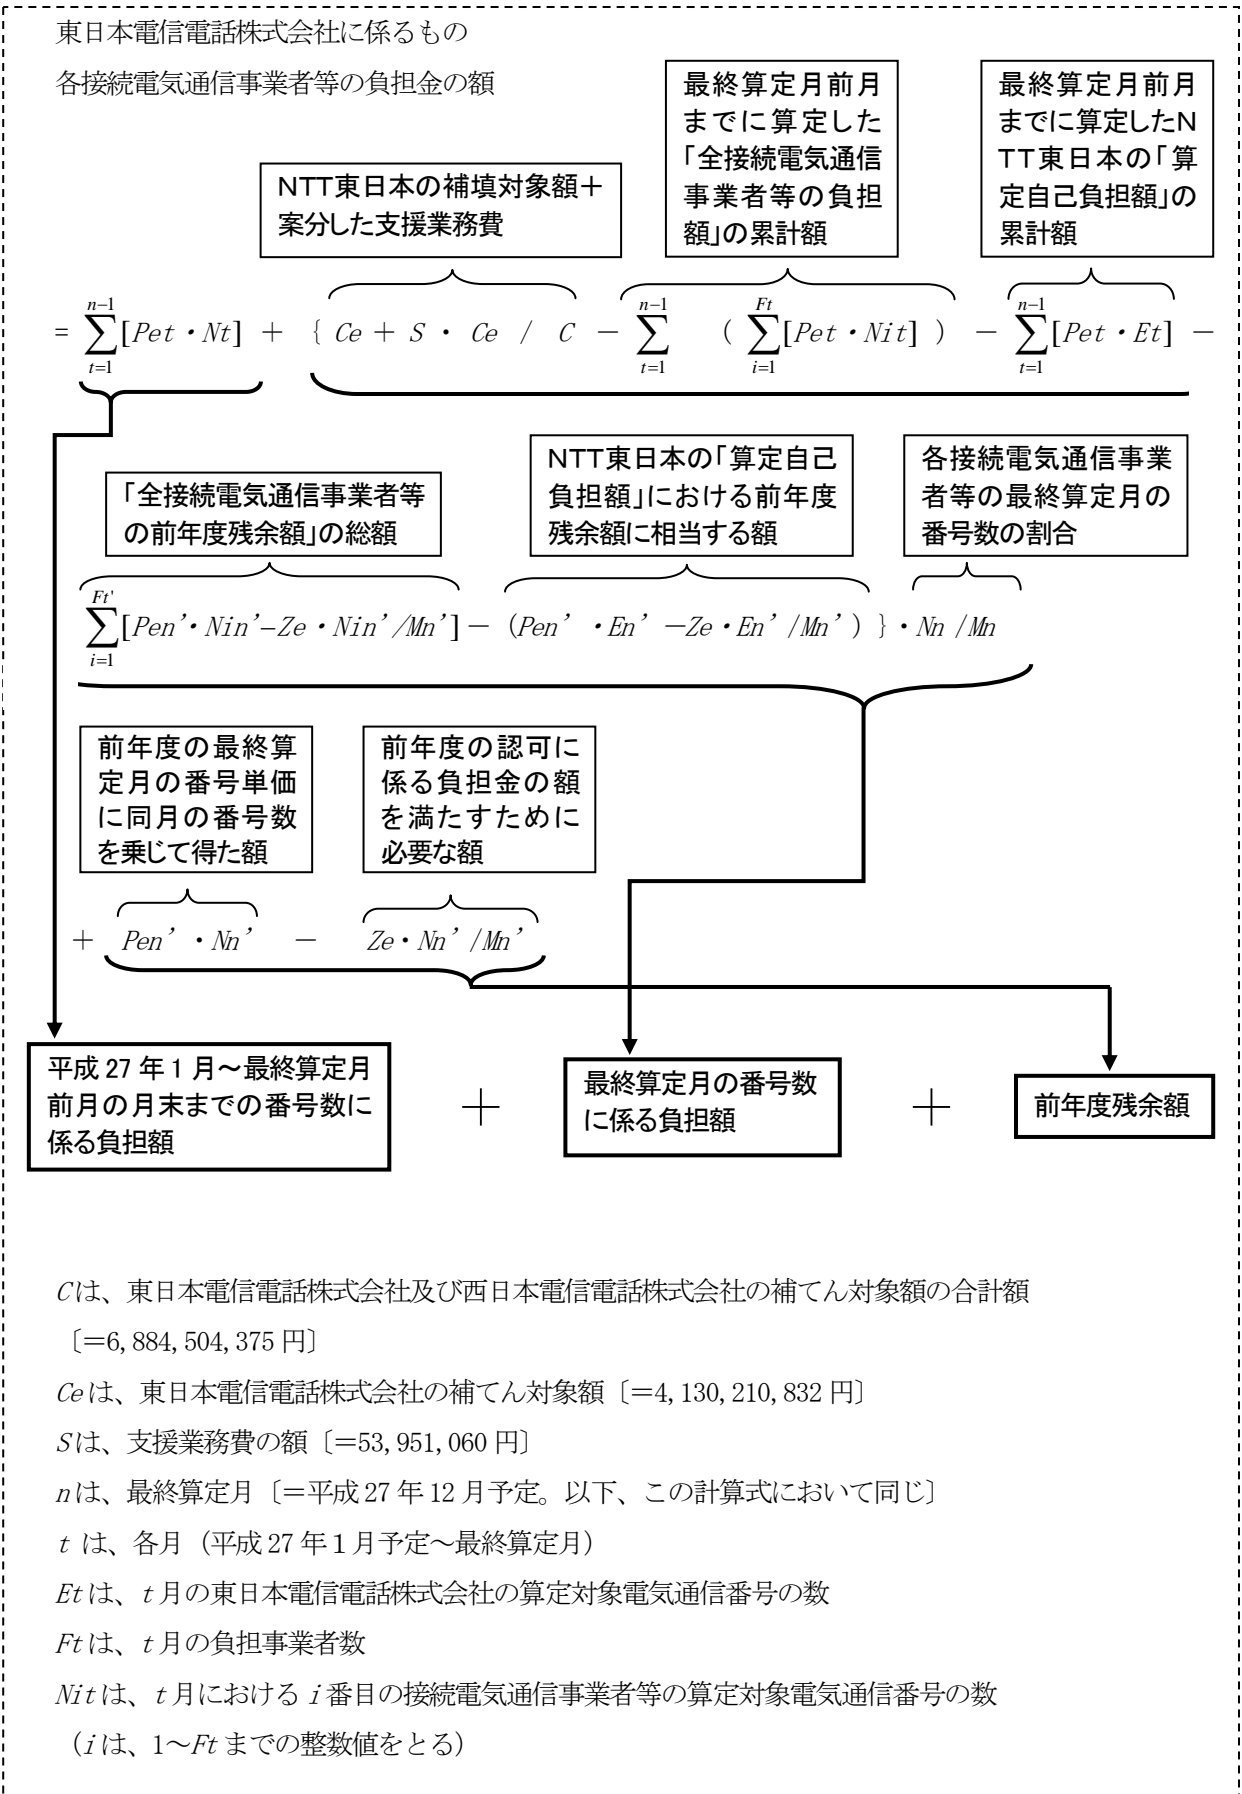 東日本電信電話株式会社に係るもの
各接続電気通信事業者等の負担金の額
最終算定月前月
までに算定した
「全接続電気通信
事業者等の負担
額」の累計額
最終算定月前月
までに算定したN
TT東日本の「算
定自己負担額」の
累計額
NTT東日本の補填対象額＋
案分した支援業務費
= \sum_{t=1}^{n-1}[Pet・Nt] + { Ce + S ・ Ce / C － \sum_{t=1}^{n-1} ( \sum_{i=1}^{Ft}[Pet・Nit] ) － \sum_{t=1}^{n-1}[Pet・Et] －
「全接続電気通信事業者等
の前年度残余額」の総額
NTT東日本の「算定自己
負担額」における前年度
残余額に相当する額
各接続電気通信事業
者等の最終算定月の
番号数の割合
\sum_{i=1}^{Ft'}[Pen'・Nin'–Ze・Nin'/Mn']－(Pen' ・En' －Ze・En'/Mn') }・Nn /Mn
前年度の最終算
定月の番号単価
に同月の番号数
を乗じて得た額
前年度の認可に
係る負担金の額
を満たすために
必要な額
＋ Pen' ・Nn' － Ze・Nn'/Mn'
平成 27 年 1 月～最終算定月
前月の月末までの番号数に
係る負担額
＋
最終算定月の番号数
に係る負担額
＋
前年度残余額
Cは、東日本電信電話株式会社及び西日本電信電話株式会社の補てん対象額の合計額
〔＝6,884,504,375 円〕
Ceは、東日本電信電話株式会社の補てん対象額〔＝4,130,210,832 円〕
Sは、支援業務費の額〔＝53,951,060 円〕
nは、最終算定月〔＝平成 27 年 12 月予定。以下、この計算式において同じ〕
t は、各月（平成 27 年１月予定～最終算定月）
Etは、t 月の東日本電信電話株式会社の算定対象電気通信番号の数
Ftは、t 月の負担事業者数
Nitは、t 月における i 番目の接続電気通信事業者等の算定対象電気通信番号の数
（iは、1～Ft までの整数値をとる）